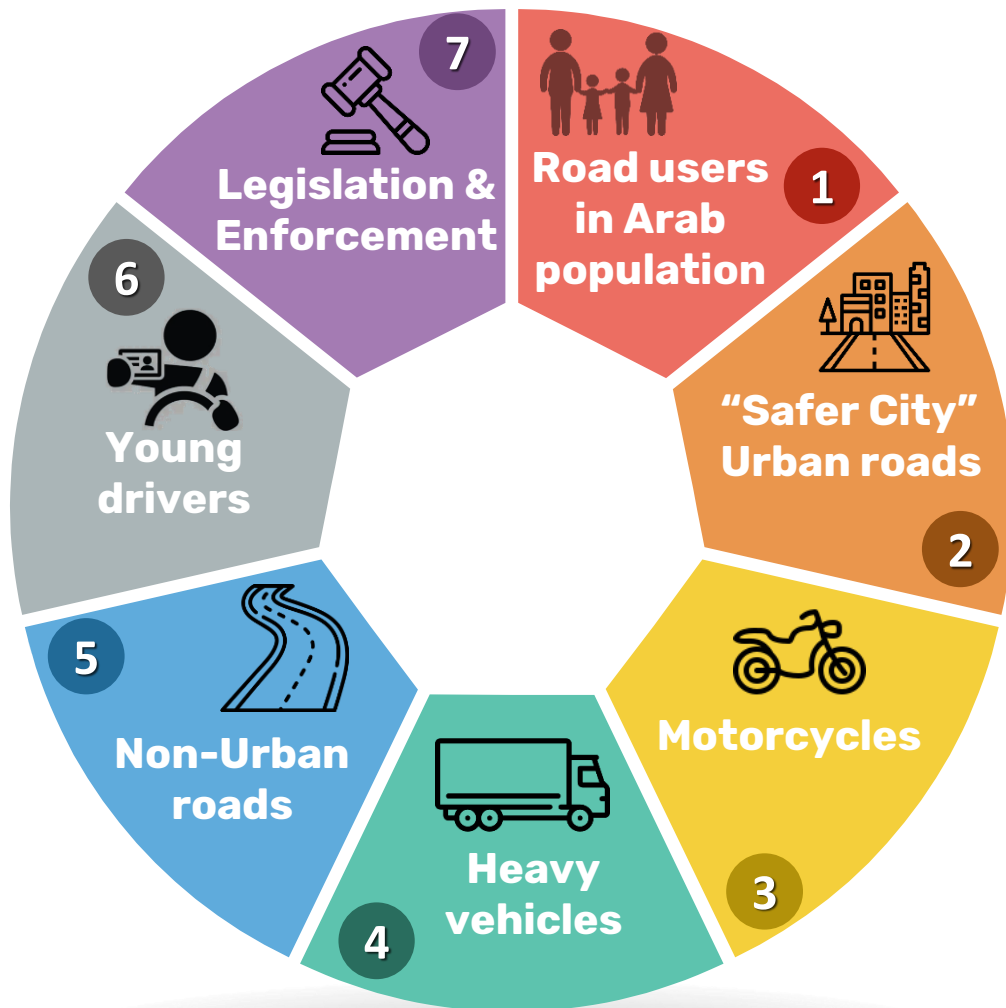 1
Road users
in Arab
population
2
“Safer City”
Urban roads
3
Motorcycles
4
Heavy
vehicles
5
Non-Urban
roads
6
Young
drivers
7
Legislation &
Enforcement